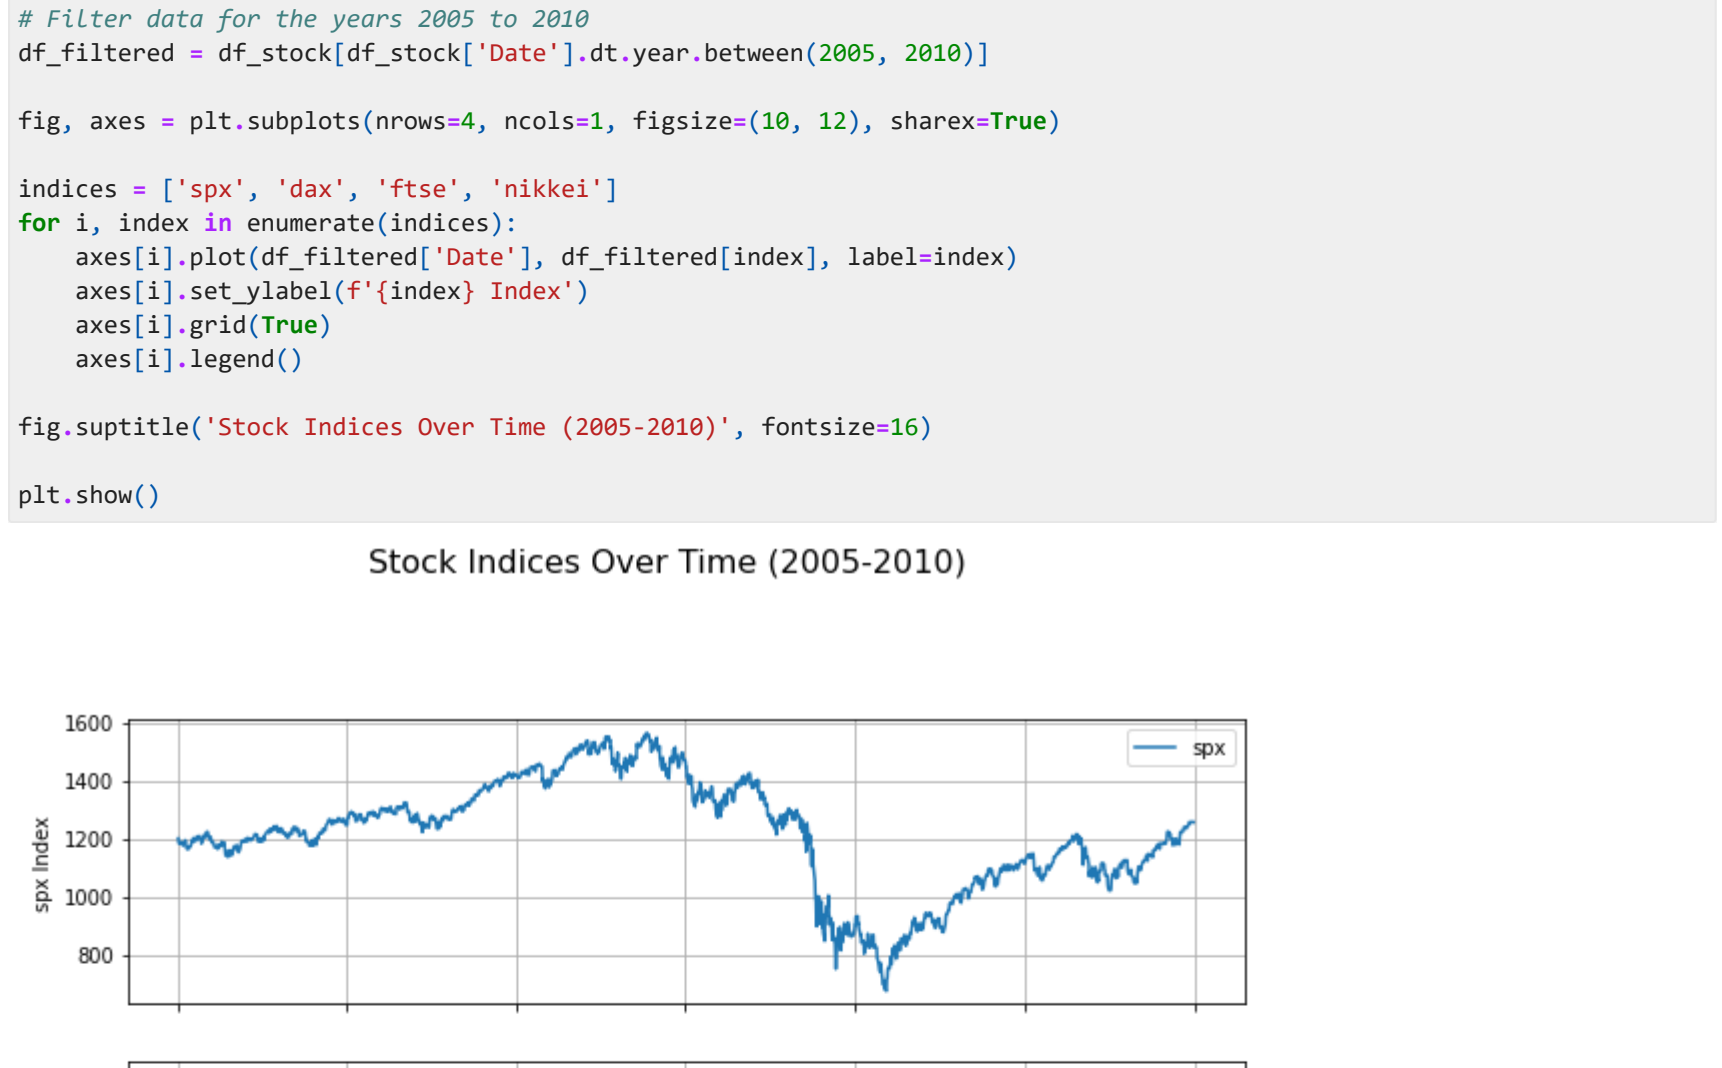 # Filter data for the years 2005 to 2010
df_filtered = df_stock[df_stock['Date'].dt.year.between(2005, 2010)]
fig, axes = plt.subplots(nrows=4, ncols=1, figsize=(10, 12), sharex=True)
indices = ['spx', 'dax', 'ftse', 'nikkei']
for i, index in enumerate(indices):
    axes[i].plot(df_filtered['Date'], df_filtered[index], label=index)
    axes[i].set_ylabel(f'{index} Index')
    axes[i].grid(True)
    axes[i].legend()
fig.suptitle('Stock Indices Over Time (2005-2010)', fontsize=16)
plt.show()
Stock Indices Over Time (2005-2010)
1600
1400
1200
1000
800
spx Index
spx